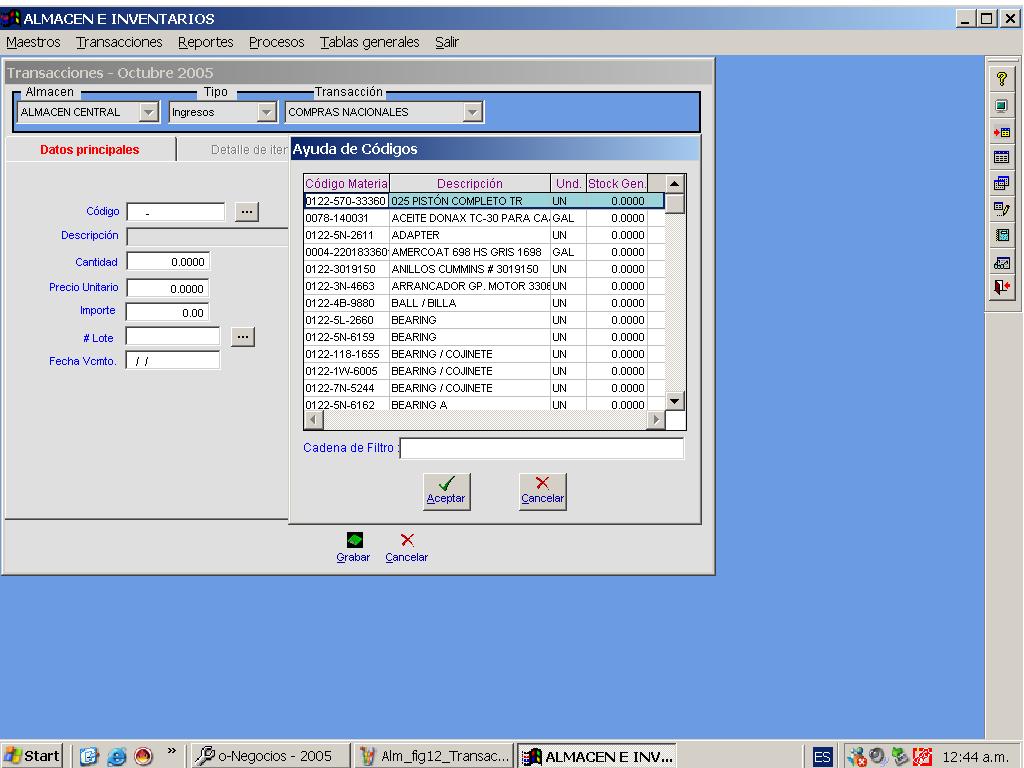 ALMACEN E INVENTARIOS
Maestros Transacciones Reportes Procesos Tablas generales Salir
Transacciones - Octubre 2005
Almacen Tipo Transacción
ALMACEN CENTRAL Ingresos COMPRAS NACIONALES
Datos principales Detalle de iter
Código -
Descripción
Cantidad 0.0000
Precio Unitario 0.0000
Importe 0.00
# Lote
Fecha Vcmto. / /
Ayuda de Códigos
Código Materia Descripción Und. Stock Gen.
0122-570-33360 025 PISTÓN COMPLETO TR UN 0.0000
0078-140031 ACEITE DONAX TC-30 PARA CA GAL 0.0000
0122-5N-2611 ADAPTER UN 0.0000
0004-220183360 AMERCOAT 698 HS GRIS 1698 GAL 0.0000
0122-3019150 ANILLOS CUMMINS # 3019150 UN 0.0000
0122-3N-4663 ARRANCADOR GP. MOTOR 3306 UN 0.0000
0122-4B-9880 BALL / BILLA UN 0.0000
0122-5L-2660 BEARING UN 0.0000
0122-5N-6159 BEARING UN 0.0000
0122-118-1655 BEARING / COJINETE UN 0.0000
0122-1W-6005 BEARING / COJINETE UN 0.0000
0122-7N-5244 BEARING / COJINETE UN 0.0000
0122-5N-6162 BEARING A UN 0.0000
Cadena de Filtro :
Aceptar Cancelar
Grabar Cancelar
Start » o-Negocios - 2005 Alm_fig12_Transac... ALMACEN E INV... ES 12:44 a.m.